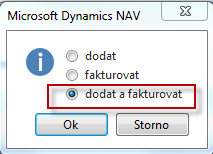 Microsoft Dynamics NAV
dodat
fakturovat
dodat a fakturovat
Ok
Storno